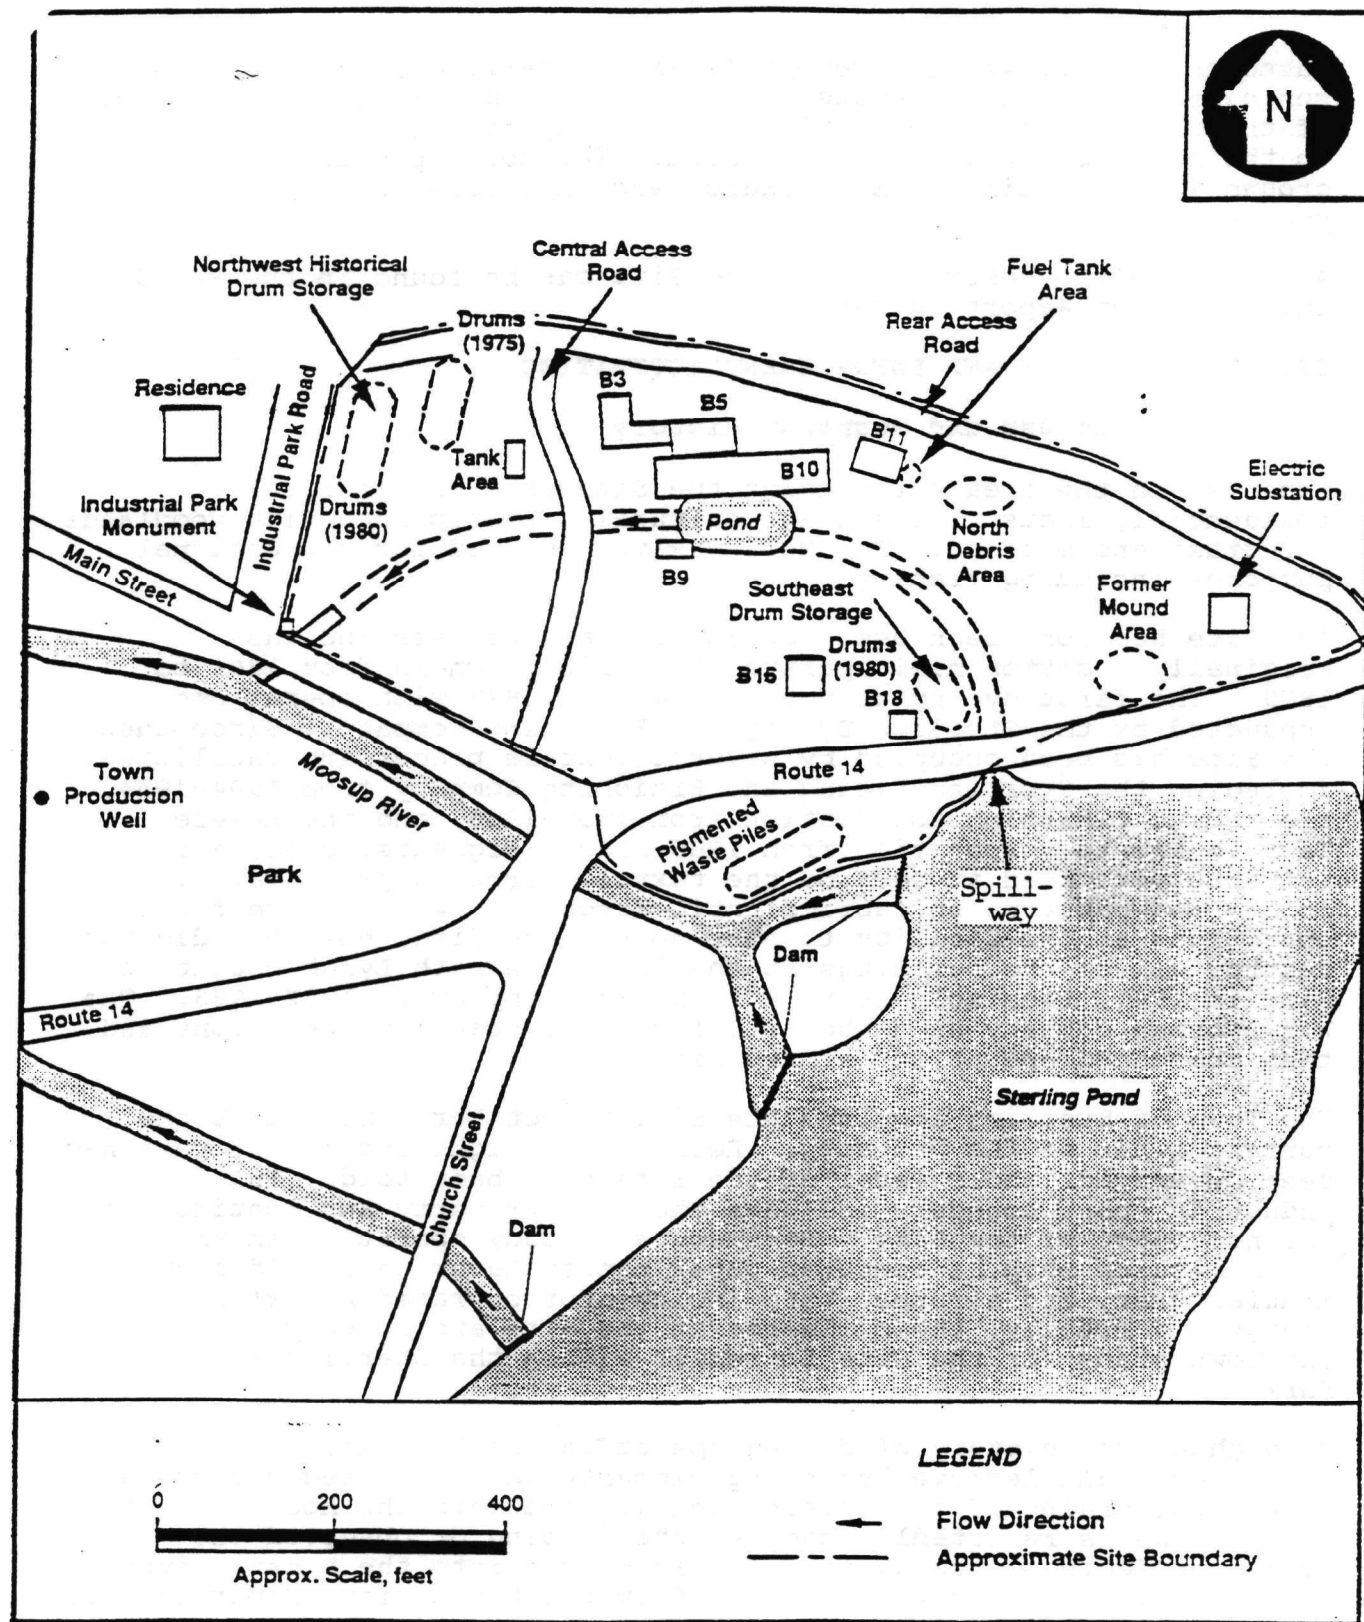 N
Northwest Historical
Drum Storage
Central Access
Road
Fuel Tank
Area
Rear Access
Road
Drums
(1975)
Residence
Industrial Park Road
B3
B5
B11
B10
Tank
Area
Electric
Substation
Industrial Park
Monument
Drums
(1980)
Pond
North
Debris
Area
Main Street
B9
Southeast
Drum Storage
Former
Mound
Area
Drums
(1980)
B15
B18
Town
Production
Well
Moosup River
Route 14
Pigmented
Waste Piles
Park
Spill-
way
Dam
Route 14
Sterling Pond
Church Street
Dam
0 200 400
Approx. Scale, feet
LEGEND
Flow Direction
Approximate Site Boundary